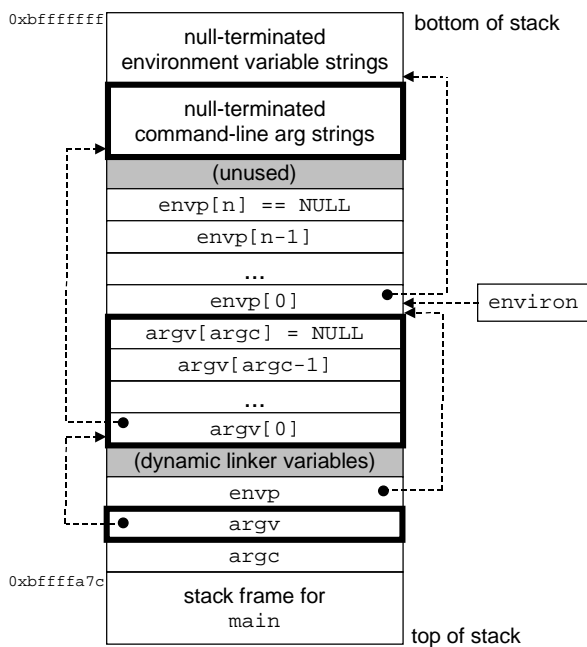 0xbfffffff
bottom of stack
null-terminated
environment variable strings
null-terminated
command-line arg strings
(unused)
envp[n] == NULL
envp[n-1]
...
envp[0]
environ
argv[argc] = NULL
argv[argc-1]
...
argv[0]
(dynamic linker variables)
envp
argv
argc
0xbffffa7c
stack frame for
main
top of stack